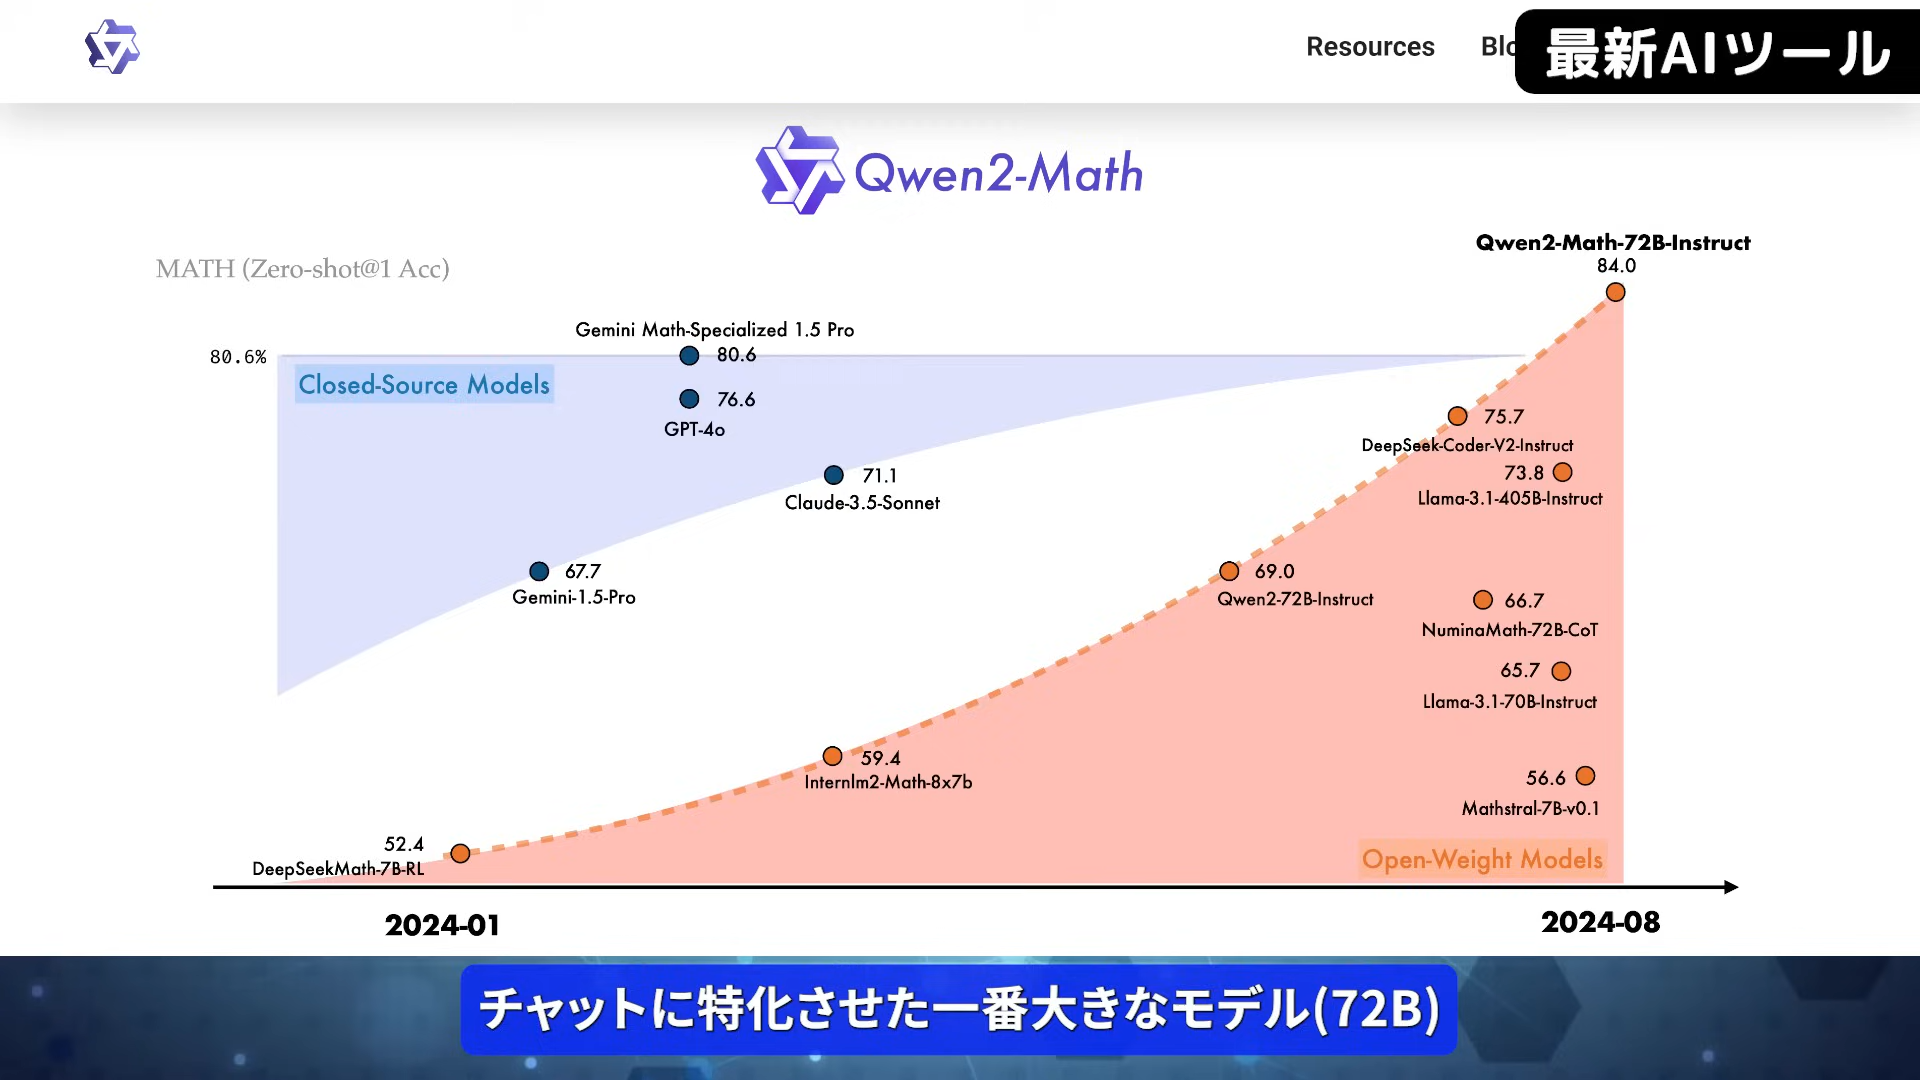 Resources
最新AIツール
Qwen2-Math
MATH (Zero-shot@1 Acc)
Qwen2-Math-72B-Instruct
84.0
Gemini Math-Specialized 1.5 Pro
80.6%
80.6
Closed-Source Models
76.6
GPT-4o
75.7
DeepSeek-Coder-V2-Instruct
71.1
Claude-3.5-Sonnet
73.8
Llama-3.1-405B-Instruct
67.7
Gemini-1.5-Pro
69.0
Qwen2-72B-Instruct
66.7
NuminaMath-72B-CoT
65.7
Llama-3.1-70B-Instruct
59.4
Internlm2-Math-8x7b
56.6
Mathstral-7B-v0.1
52.4
DeepSeekMath-7B-RL
Open-Weight Models
2024-01
2024-08
チャットに特化させた一番大きなモデル(72B)